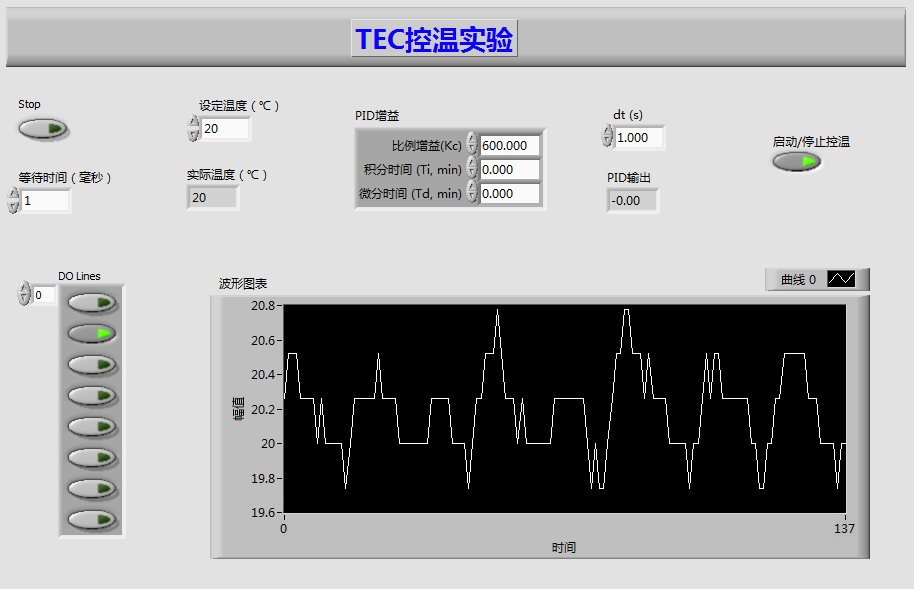 TEC控温实验
Stop
设定温度（℃）
20
PID增益
比例增益(Kc)
600.000
积分时间 (Ti, min)
0.000
微分时间 (Td, min)
0.000
dt (s)
1.000
启动/停止控温
等待时间（毫秒）
1
实际温度（℃）
20
PID输出
-0.00
DO Lines
0
波形图表
曲线 0
20.8
20.6
20.4
20.2
20
19.8
19.6
幅值
0
137
时间